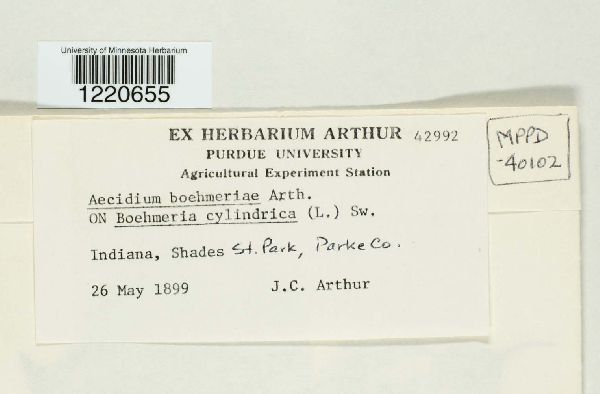 University of Minnesota Herbarium
1220655
EX HERBARIUM ARTHUR 42992
PURDUE UNIVERSITY
Agricultural Experiment Station
Aecidium boehmeriae Arth.
ON Boehmeria cylindrica (L.) Sw.
Indiana, Shades St. Park, Parke Co.
26 May 1899 J.C. Arthur
MPPD
-40102